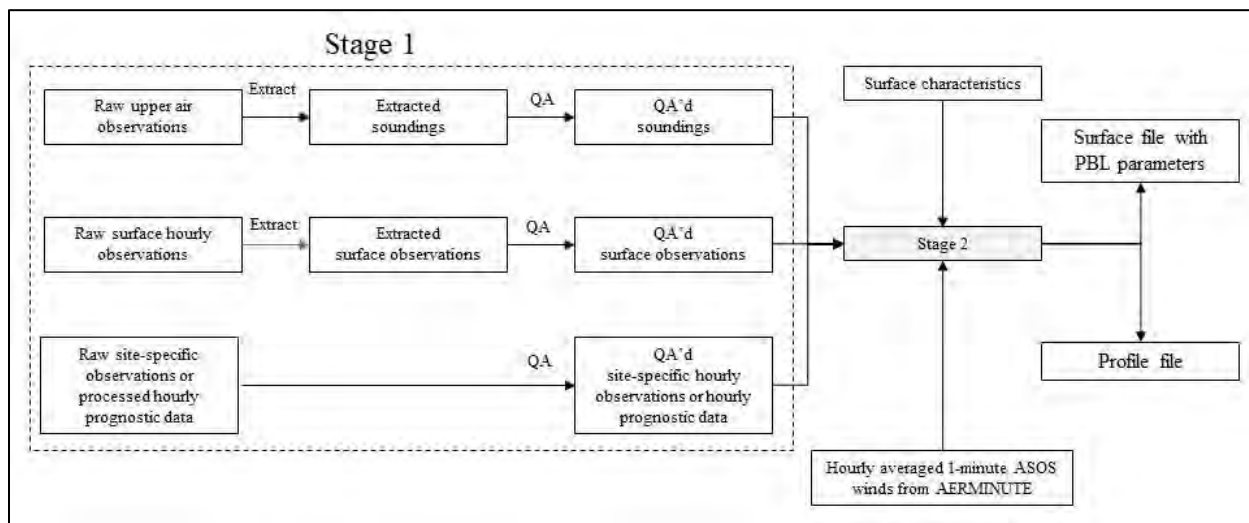 Stage 1
Raw upper air
observations
Extract
Extracted
soundings
QA
QA'd
soundings
Raw surface hourly
observations
Extract
Extracted
surface observations
QA
QA'd
surface observations
Raw site-specific
observations or
processed hourly
prognostic data
QA
QA'd
site-specific hourly
observations or hourly
prognostic data
Surface characteristics
Stage 2
Hourly averaged 1-minute ASOS
winds from AERMINUTE
Surface file with
PBL parameters
Profile file